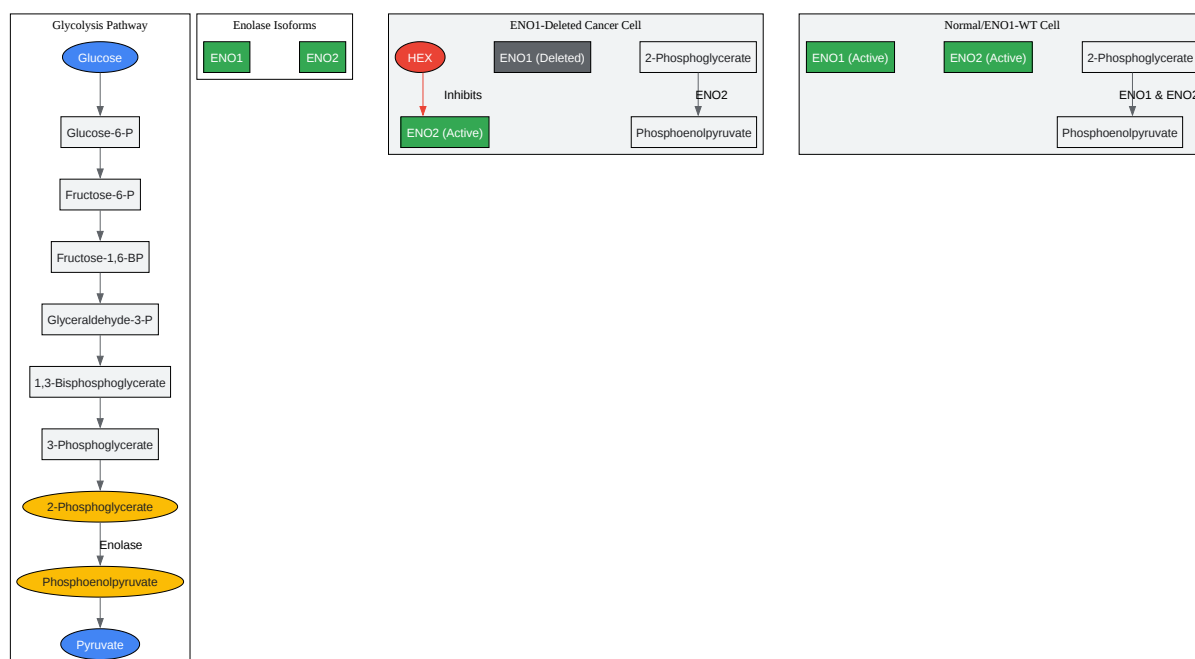 Glycolysis Pathway
Glucose
Glucose-6-P
Fructose-6-P
Fructose-1,6-BP
Glyceraldehyde-3-P
1,3-Bisphosphoglycerate
3-Phosphoglycerate
2-Phosphoglycerate
Enolase
Phosphoenolpyruvate
Pyruvate
Enolase Isoforms
ENO1
ENO2
ENO1-Deleted Cancer Cell
HEX
ENO1 (Deleted)
2-Phosphoglycerate
Inhibits
ENO2
ENO2 (Active)
Phosphoenolpyruvate
Normal/ENO1-WT Cell
ENO1 (Active)
ENO2 (Active)
2-Phosphoglycerate
ENO1 & ENO2
Phosphoenolpyruvate